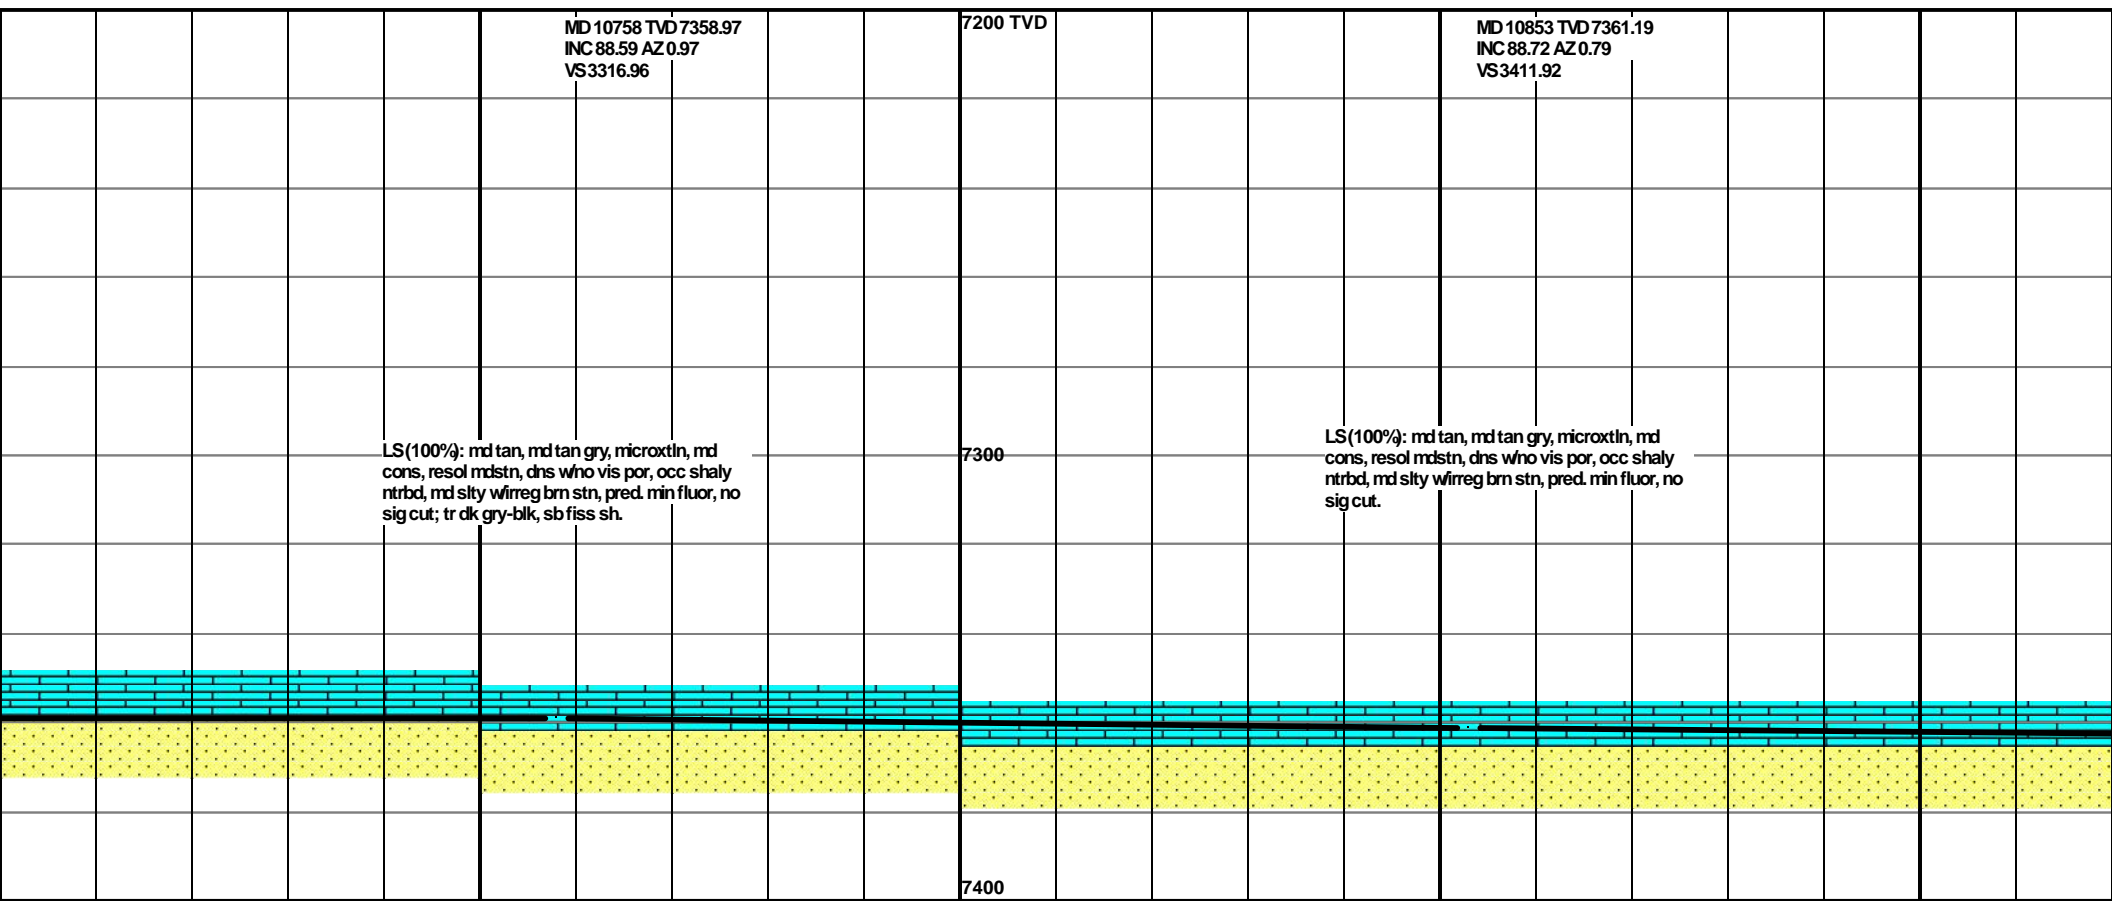 MD 10758 TVD 7358.97
INC 88.59 AZ 0.97
VS 3316.96
7200 TVD
MD 10853 TVD 7361.19
INC 88.72 AZ 0.79
VS 3411.92
LS (100%): md tan, md tan gry, microxtln, md
cons, resol mdstn, dns w/no vis por, occ shaly
ntrbd, md slty w/irreg brn stn, pred. min fluor, no
sig cut; tr dk gry-blk, sb fiss sh.
7300
LS (100%): md tan, md tan gry, microxtln, md
cons, resol mdstn, dns w/no vis por, occ shaly
ntrbd, md slty w/irreg brn stn, pred. min fluor, no
sig cut.
7400